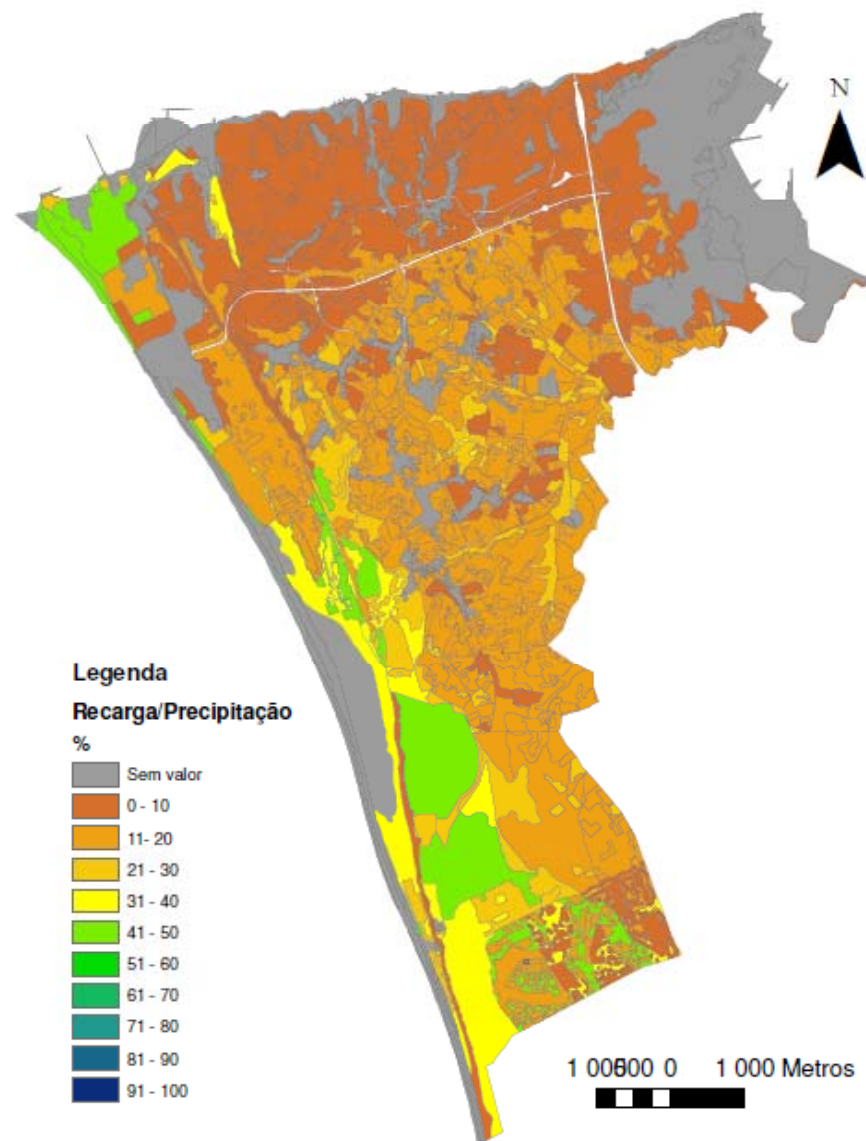 N
Legenda
Recarga/Precipitação
%
Sem valor
0 - 10
11- 20
21 - 30
31 - 40
41 - 50
51 - 60
61 - 70
71 - 80
81 - 90
91 - 100
0 1 000 Metros